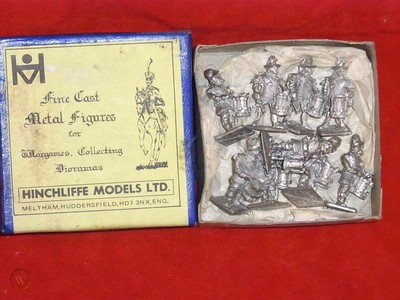 HM
Fine Cast
Metal Figures
for
Wargames, Collecting
Dioramas
HINCHLIFFE MODELS LTD.
MELTHAM, HUDDERSFIELD, HD7 3NX, ENG.